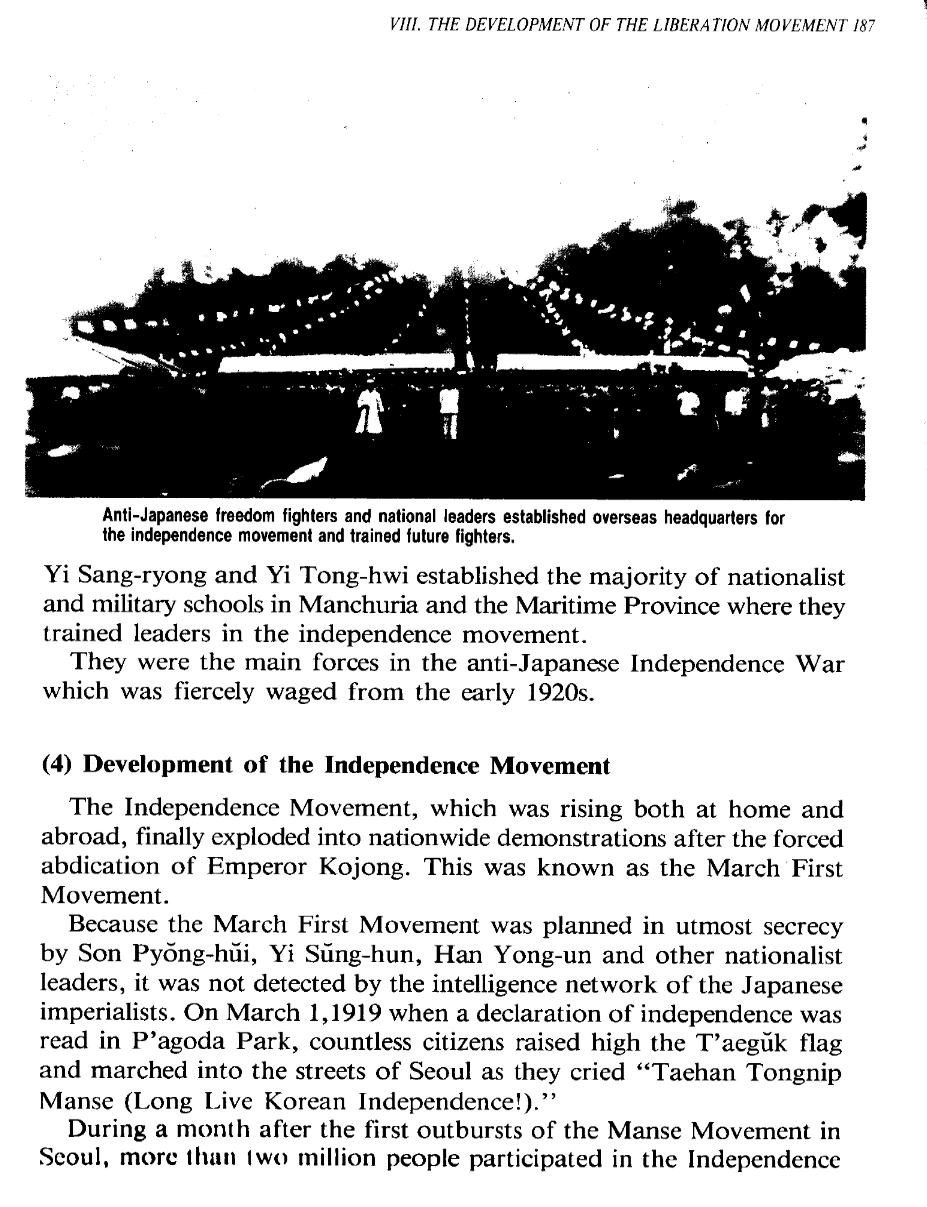 VIII. THE DEVELOPMENT OF THE LIBERATION MOVEMENT 187
Anti-Japanese freedom fighters and national leaders established overseas headquarters for
the independence movement and trained future fighters.
Yi Sang-ryong and Yi Tong-hwi established the majority of nationalist
and military schools in Manchuria and the Maritime Province where they
trained leaders in the independence movement.
They were the main forces in the anti-Japanese Independence War
which was fiercely waged from the early 1920s.
(4) Development of the Independence Movement
The Independence Movement, which was rising both at home and
abroad, finally exploded into nationwide demonstrations after the forced
abdication of Emperor Kojong. This was known as the March First
Movement.
Because the March First Movement was planned in utmost secrecy
by Son Pyŏng-hŭi, Yi Sŭng-hun, Han Yong-un and other nationalist
leaders, it was not detected by the intelligence network of the Japanese
imperialists. On March 1,1919 when a declaration of independence was
read in P'agoda Park, countless citizens raised high the T'aegŭk flag
and marched into the streets of Seoul as they cried "Taehan Tongnip
Manse (Long Live Korean Independence!)."
During a month after the first outbursts of the Manse Movement in
Seoul, more than two million people participated in the Independence